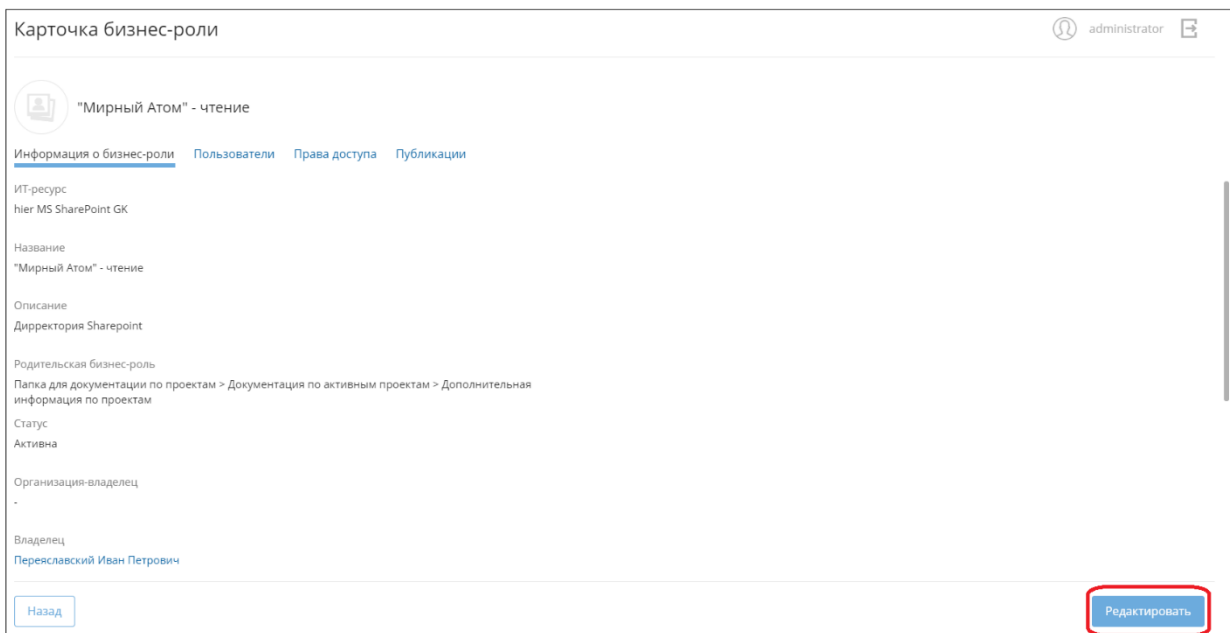 Карточка бизнес-роли
administrator
"Мирный Атом" - чтение
Информация о бизнес-роли Пользователи Права доступа Публикации
ИТ-ресурс
hier MS SharePoint GK
Название
"Мирный Атом" - чтение
Описание
Дирректория Sharepoint
Родительская бизнес-роль
Папка для документации по проектам > Документация по активным проектам > Дополнительная
информация по проектам
Статус
Активна
Организация-владелец
-
Владелец
Переяславский Иван Петрович
Назад
Редактировать